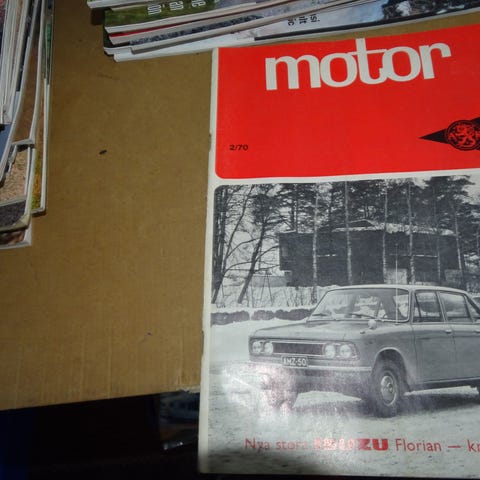 motor
2/70
AMZ-50
Nya stora ISUZU Florian — kr